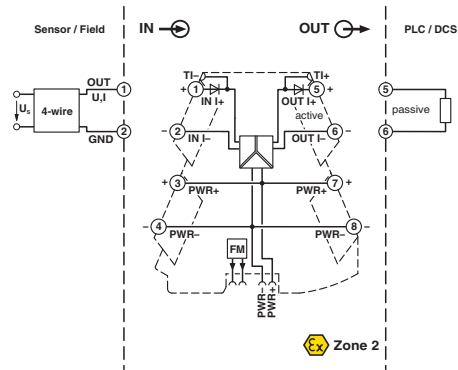 Sensor / Field IN OUT PLC / DCS
TI– TI+
OUT 1 + 1 5 + 5
U,I IN I+ OUT I+
active
Us 4-wire passive
2 – 2 IN I– OUT I– 6 – 6
GND
+ 3 7 +
PWR+ PWR+
– 4 8 –
PWR– PWR–
FM
PWR–
PWR+
Ex Zone 2